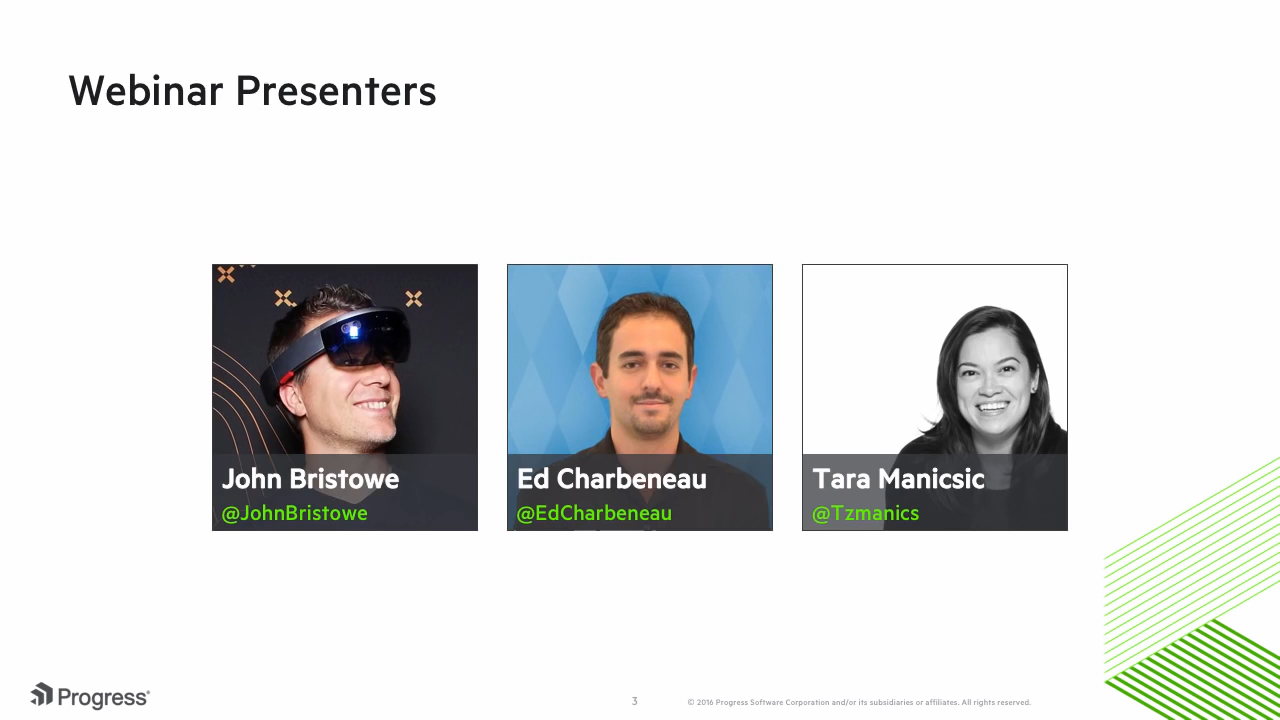 Webinar Presenters
John Bristowe
@JohnBristowe
Ed Charbeneau
@EdCharbeneau
Tara Manicsic
@Tzmanics
Progress®
3
© 2016 Progress Software Corporation and/or its subsidiaries or affiliates. All rights reserved.